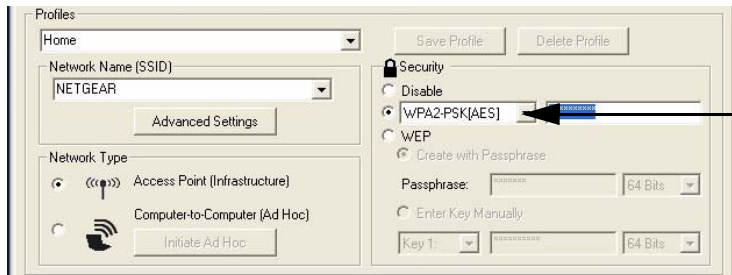 Profiles
Home
Save Profile
Delete Profile
Network Name (SSID)
NETGEAR
Advanced Settings
Network Type
Access Point (Infrastructure)
Computer-to-Computer (Ad Hoc)
Initiate Ad Hoc
Security
Disable
WPA2-PSK[AES]
WEP
Create with Passphrase
Passphrase: ******* 64 Bits
Enter Key Manually
Key 1: ********** 64 Bits